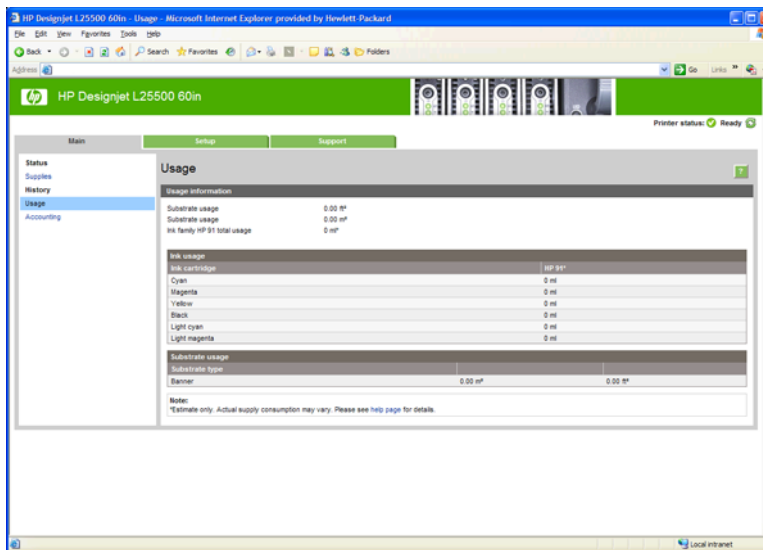 HP Designjet L25500 60in - Usage - Microsoft Internet Explorer provided by Hewlett-Packard
File Edit View Favorites Tools Help
Back Search Favorites Folders
Address Go Links »
hp HP Designjet L25500 60in
Printer status: Ready
Main Setup Support
Status
Supplies
History
Usage
Accounting
Usage
?
Usage information
Substrate usage 0.00 ft²
Substrate usage 0.00 m²
Ink family HP 91 total usage 0 ml*
Ink usage
Ink cartridge HP 91*
Cyan 0 ml
Magenta 0 ml
Yellow 0 ml
Black 0 ml
Light cyan 0 ml
Light magenta 0 ml
Substrate usage
Substrate type
Banner 0.00 m² 0.00 ft²
Note:
*Estimate only. Actual supply consumption may vary. Please see help page for details.
Local intranet